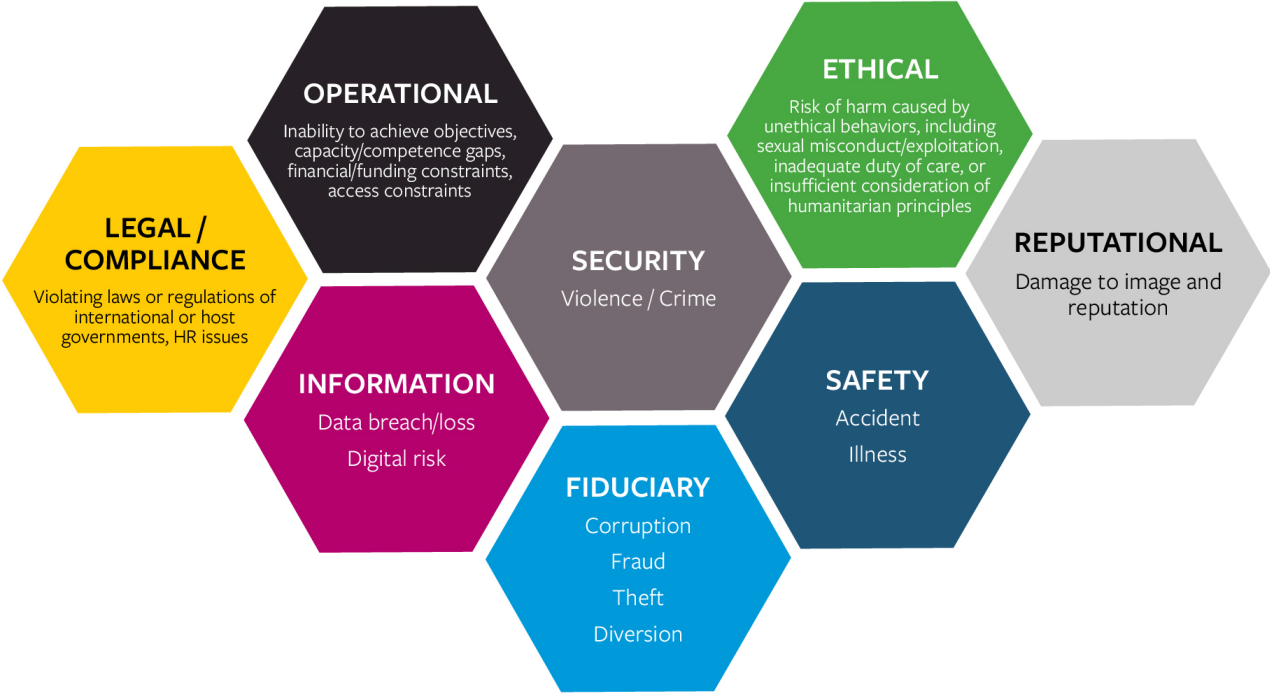 OPERATIONAL
Inability to achieve objectives,
capacity/competence gaps,
financial/funding constraints,
access constraints
ETHICAL
Risk of harm caused by
unethical behaviors, including
sexual misconduct/exploitation,
inadequate duty of care, or
insufficient consideration of
humanitarian principles
LEGAL /
COMPLIANCE
Violating laws or regulations of
international or host
governments, HR issues
SECURITY
Violence / Crime
REPUTATIONAL
Damage to image and
reputation
INFORMATION
Data breach/loss
Digital risk
SAFETY
Accident
Illness
FIDUCIARY
Corruption
Fraud
Theft
Diversion